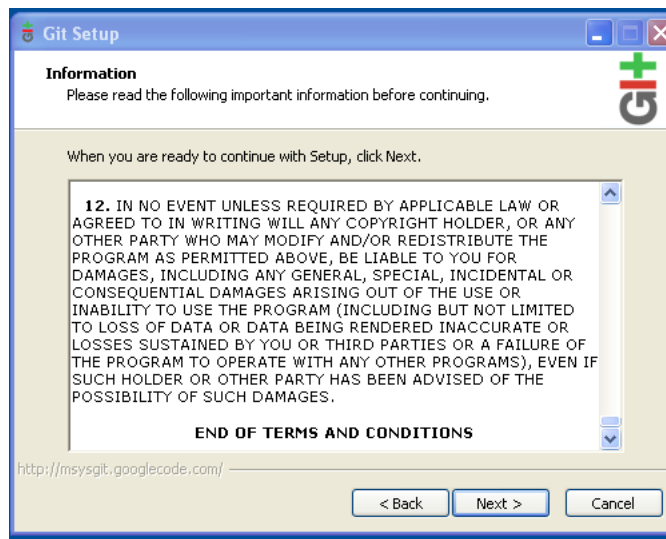 Git Setup
Information
Please read the following important information before continuing.
GIt
When you are ready to continue with Setup, click Next.
12. IN NO EVENT UNLESS REQUIRED BY APPLICABLE LAW OR
AGREED TO IN WRITING WILL ANY COPYRIGHT HOLDER, OR ANY
OTHER PARTY WHO MAY MODIFY AND/OR REDISTRIBUTE THE
PROGRAM AS PERMITTED ABOVE, BE LIABLE TO YOU FOR
DAMAGES, INCLUDING ANY GENERAL, SPECIAL, INCIDENTAL OR
CONSEQUENTIAL DAMAGES ARISING OUT OF THE USE OR
INABILITY TO USE THE PROGRAM (INCLUDING BUT NOT LIMITED
TO LOSS OF DATA OR DATA BEING RENDERED INACCURATE OR
LOSSES SUSTAINED BY YOU OR THIRD PARTIES OR A FAILURE OF
THE PROGRAM TO OPERATE WITH ANY OTHER PROGRAMS), EVEN IF
SUCH HOLDER OR OTHER PARTY HAS BEEN ADVISED OF THE
POSSIBILITY OF SUCH DAMAGES.
END OF TERMS AND CONDITIONS
http://msysgit.googlecode.com/
< Back Next > Cancel